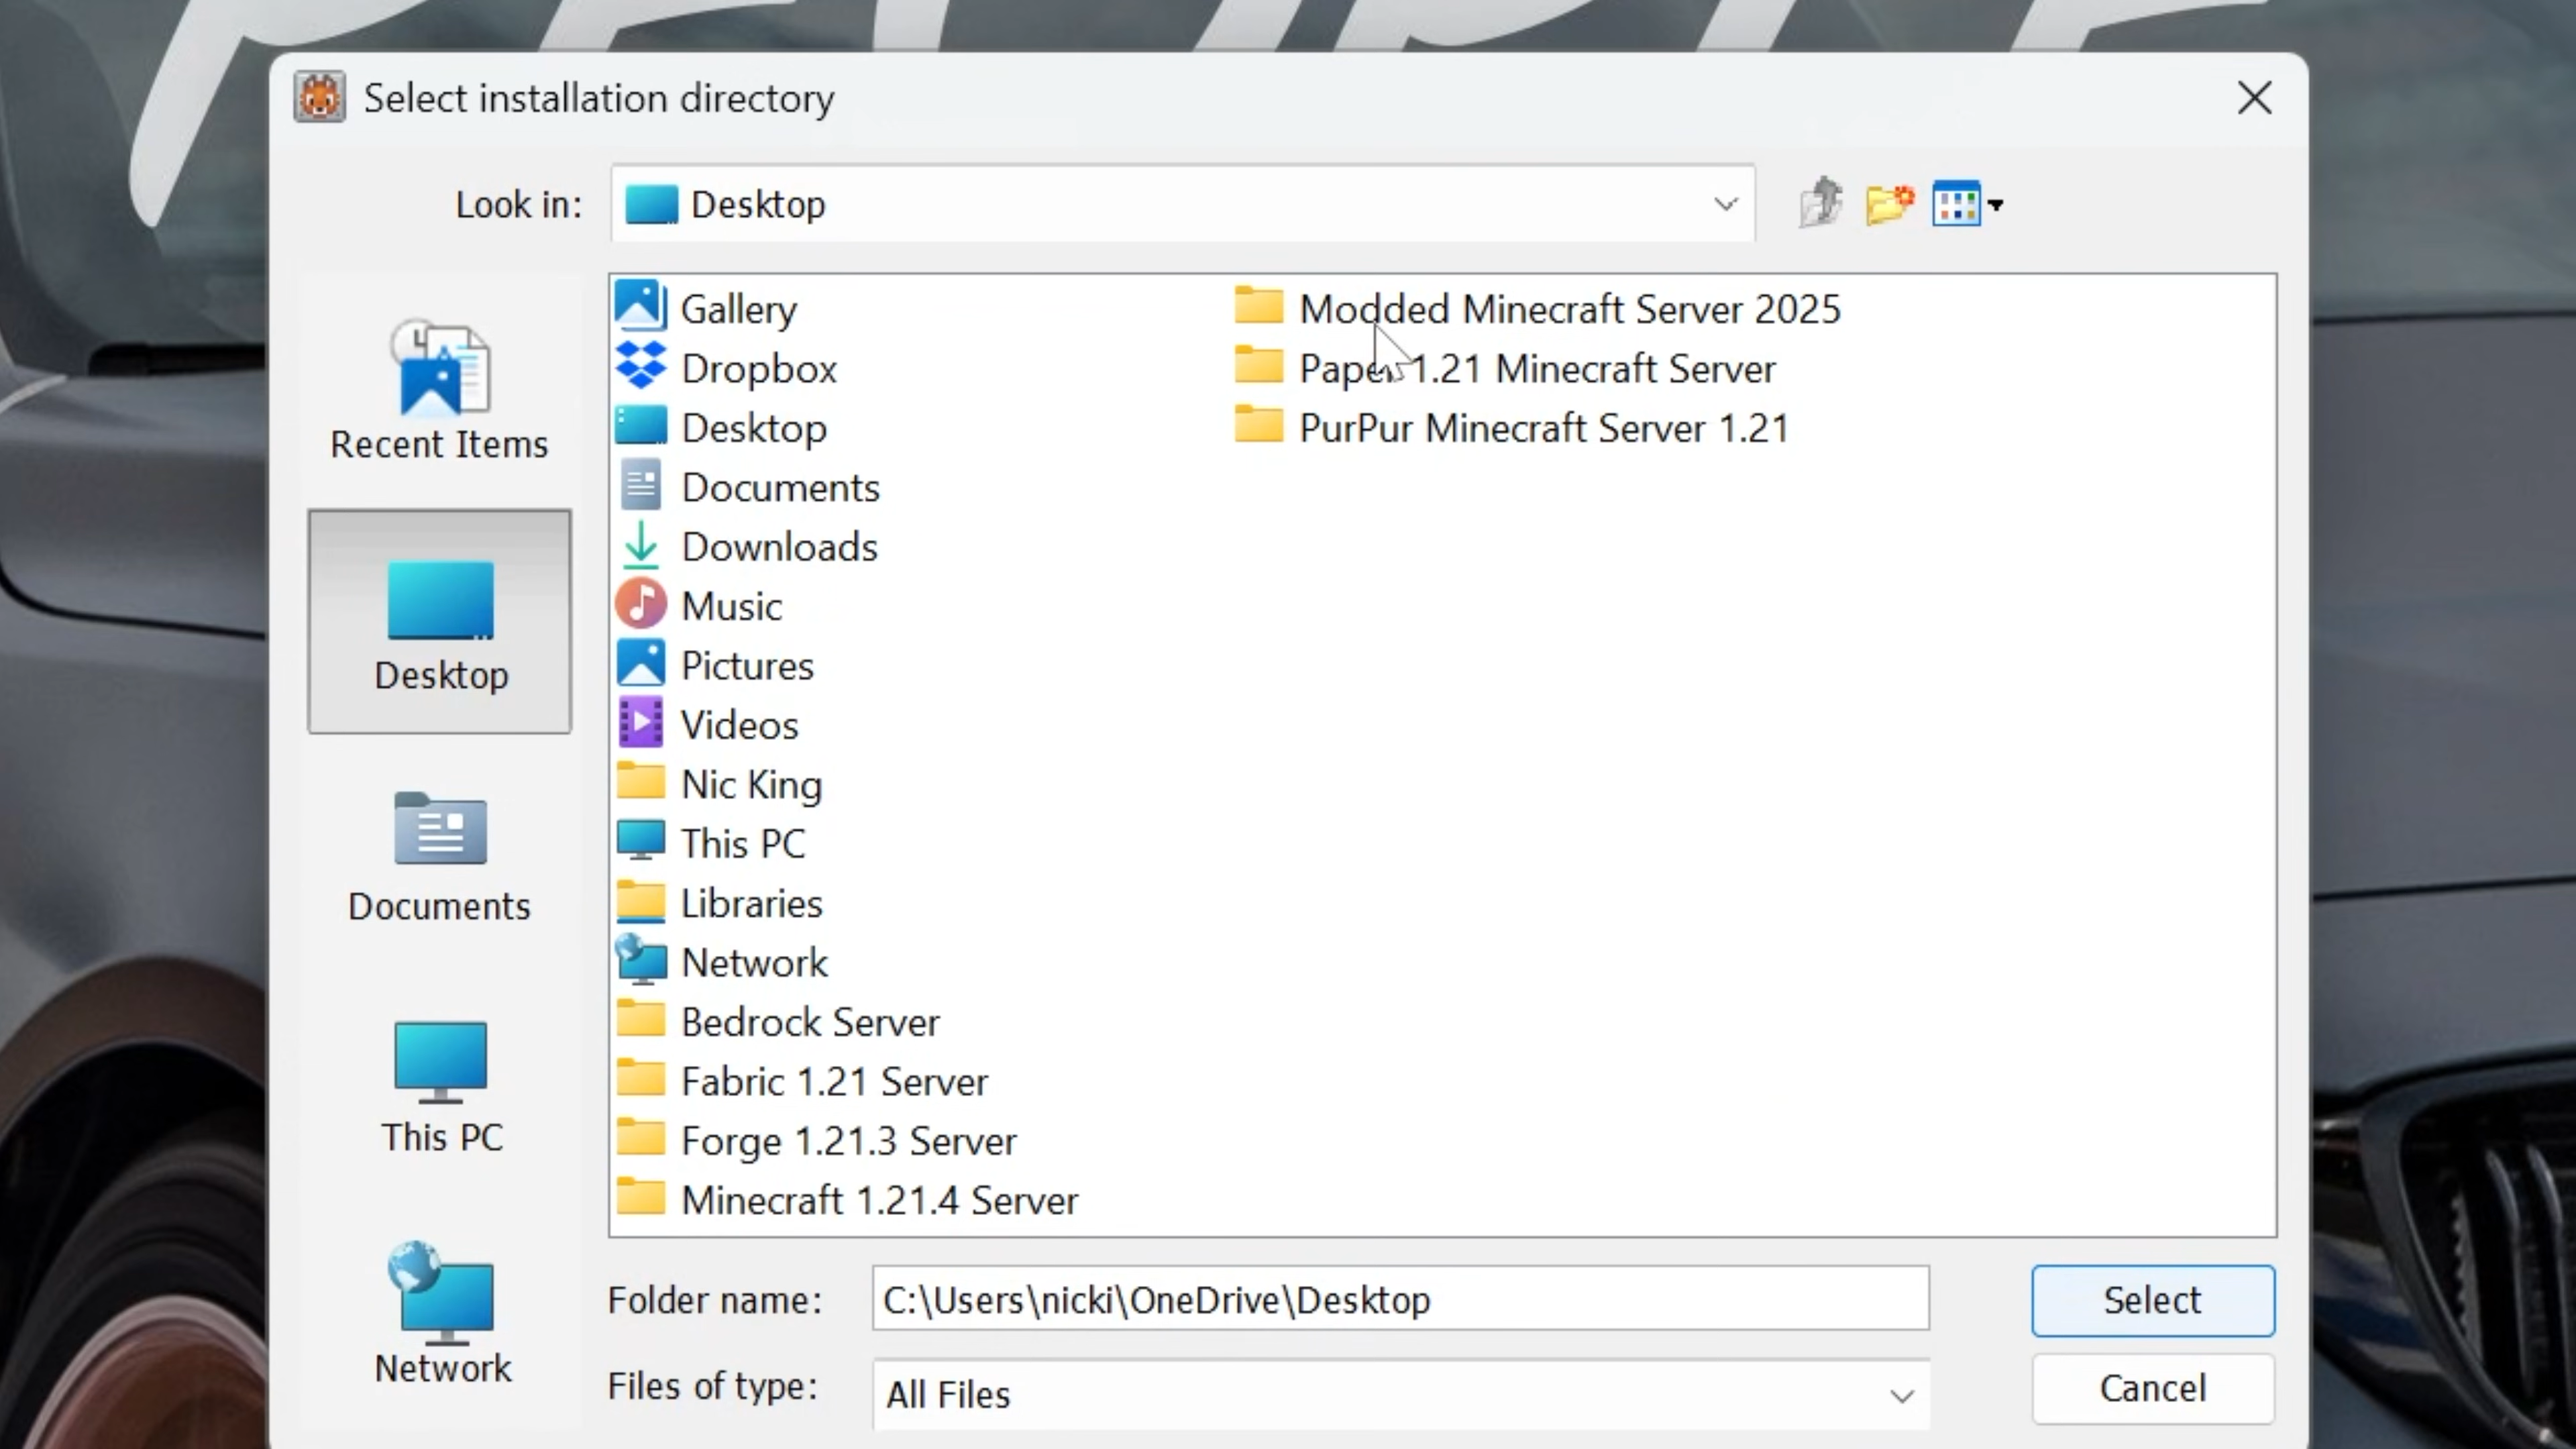 Select installation directory
Look in:
Desktop
Recent Items
Desktop
Documents
This PC
Network
Gallery
Dropbox
Desktop
Documents
Downloads
Music
Pictures
Videos
Nic King
This PC
Libraries
Network
Bedrock Server
Fabric 1.21 Server
Forge 1.21.3 Server
Minecraft 1.21.4 Server
Modded Minecraft Server 2025
Paper 1.21 Minecraft Server
PurPur Minecraft Server 1.21
Folder name:
C:\Users\nicki\OneDrive\Desktop
Select
Files of type:
All Files
Cancel